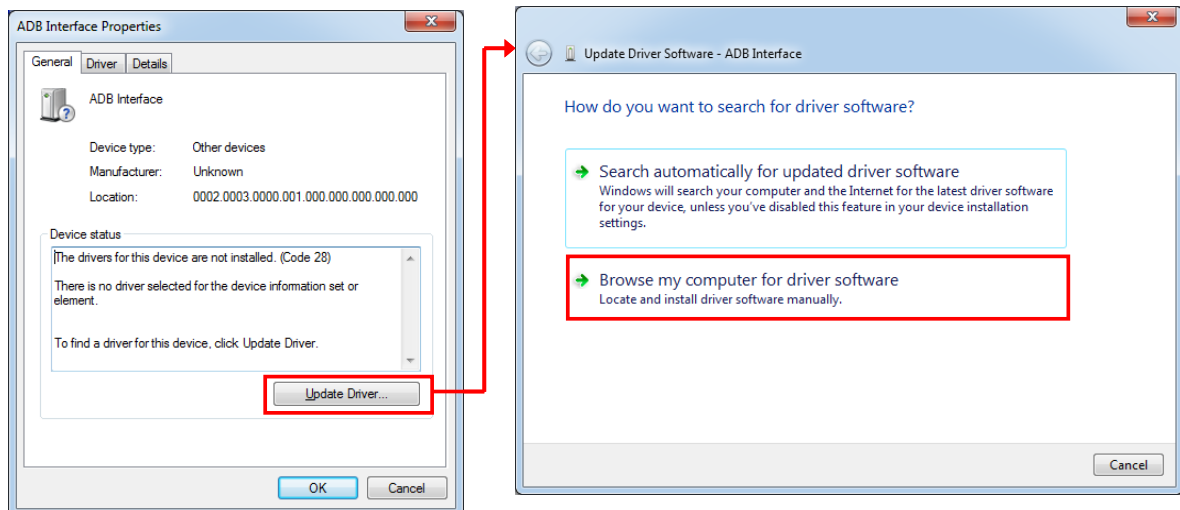 ADB Interface Properties
General Driver Details
ADB Interface
Device type: Other devices
Manufacturer: Unknown
Location: 0002.0003.0000.001.000.000.000.000.000
Device status
The drivers for this device are not installed. (Code 28)
There is no driver selected for the device information set or
element.
To find a driver for this device, click Update Driver.
Update Driver...
OK Cancel
Update Driver Software - ADB Interface
How do you want to search for driver software?
Search automatically for updated driver software
Windows will search your computer and the Internet for the latest driver software
for your device, unless you've disabled this feature in your device installation
settings.
Browse my computer for driver software
Locate and install driver software manually.
Cancel